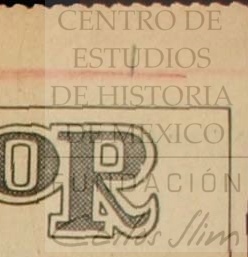 CENTRO DE
ESTUDIOS
DE HISTORIA
DE MEXICO
FUNDACIÓN
Carlos Slim
OR